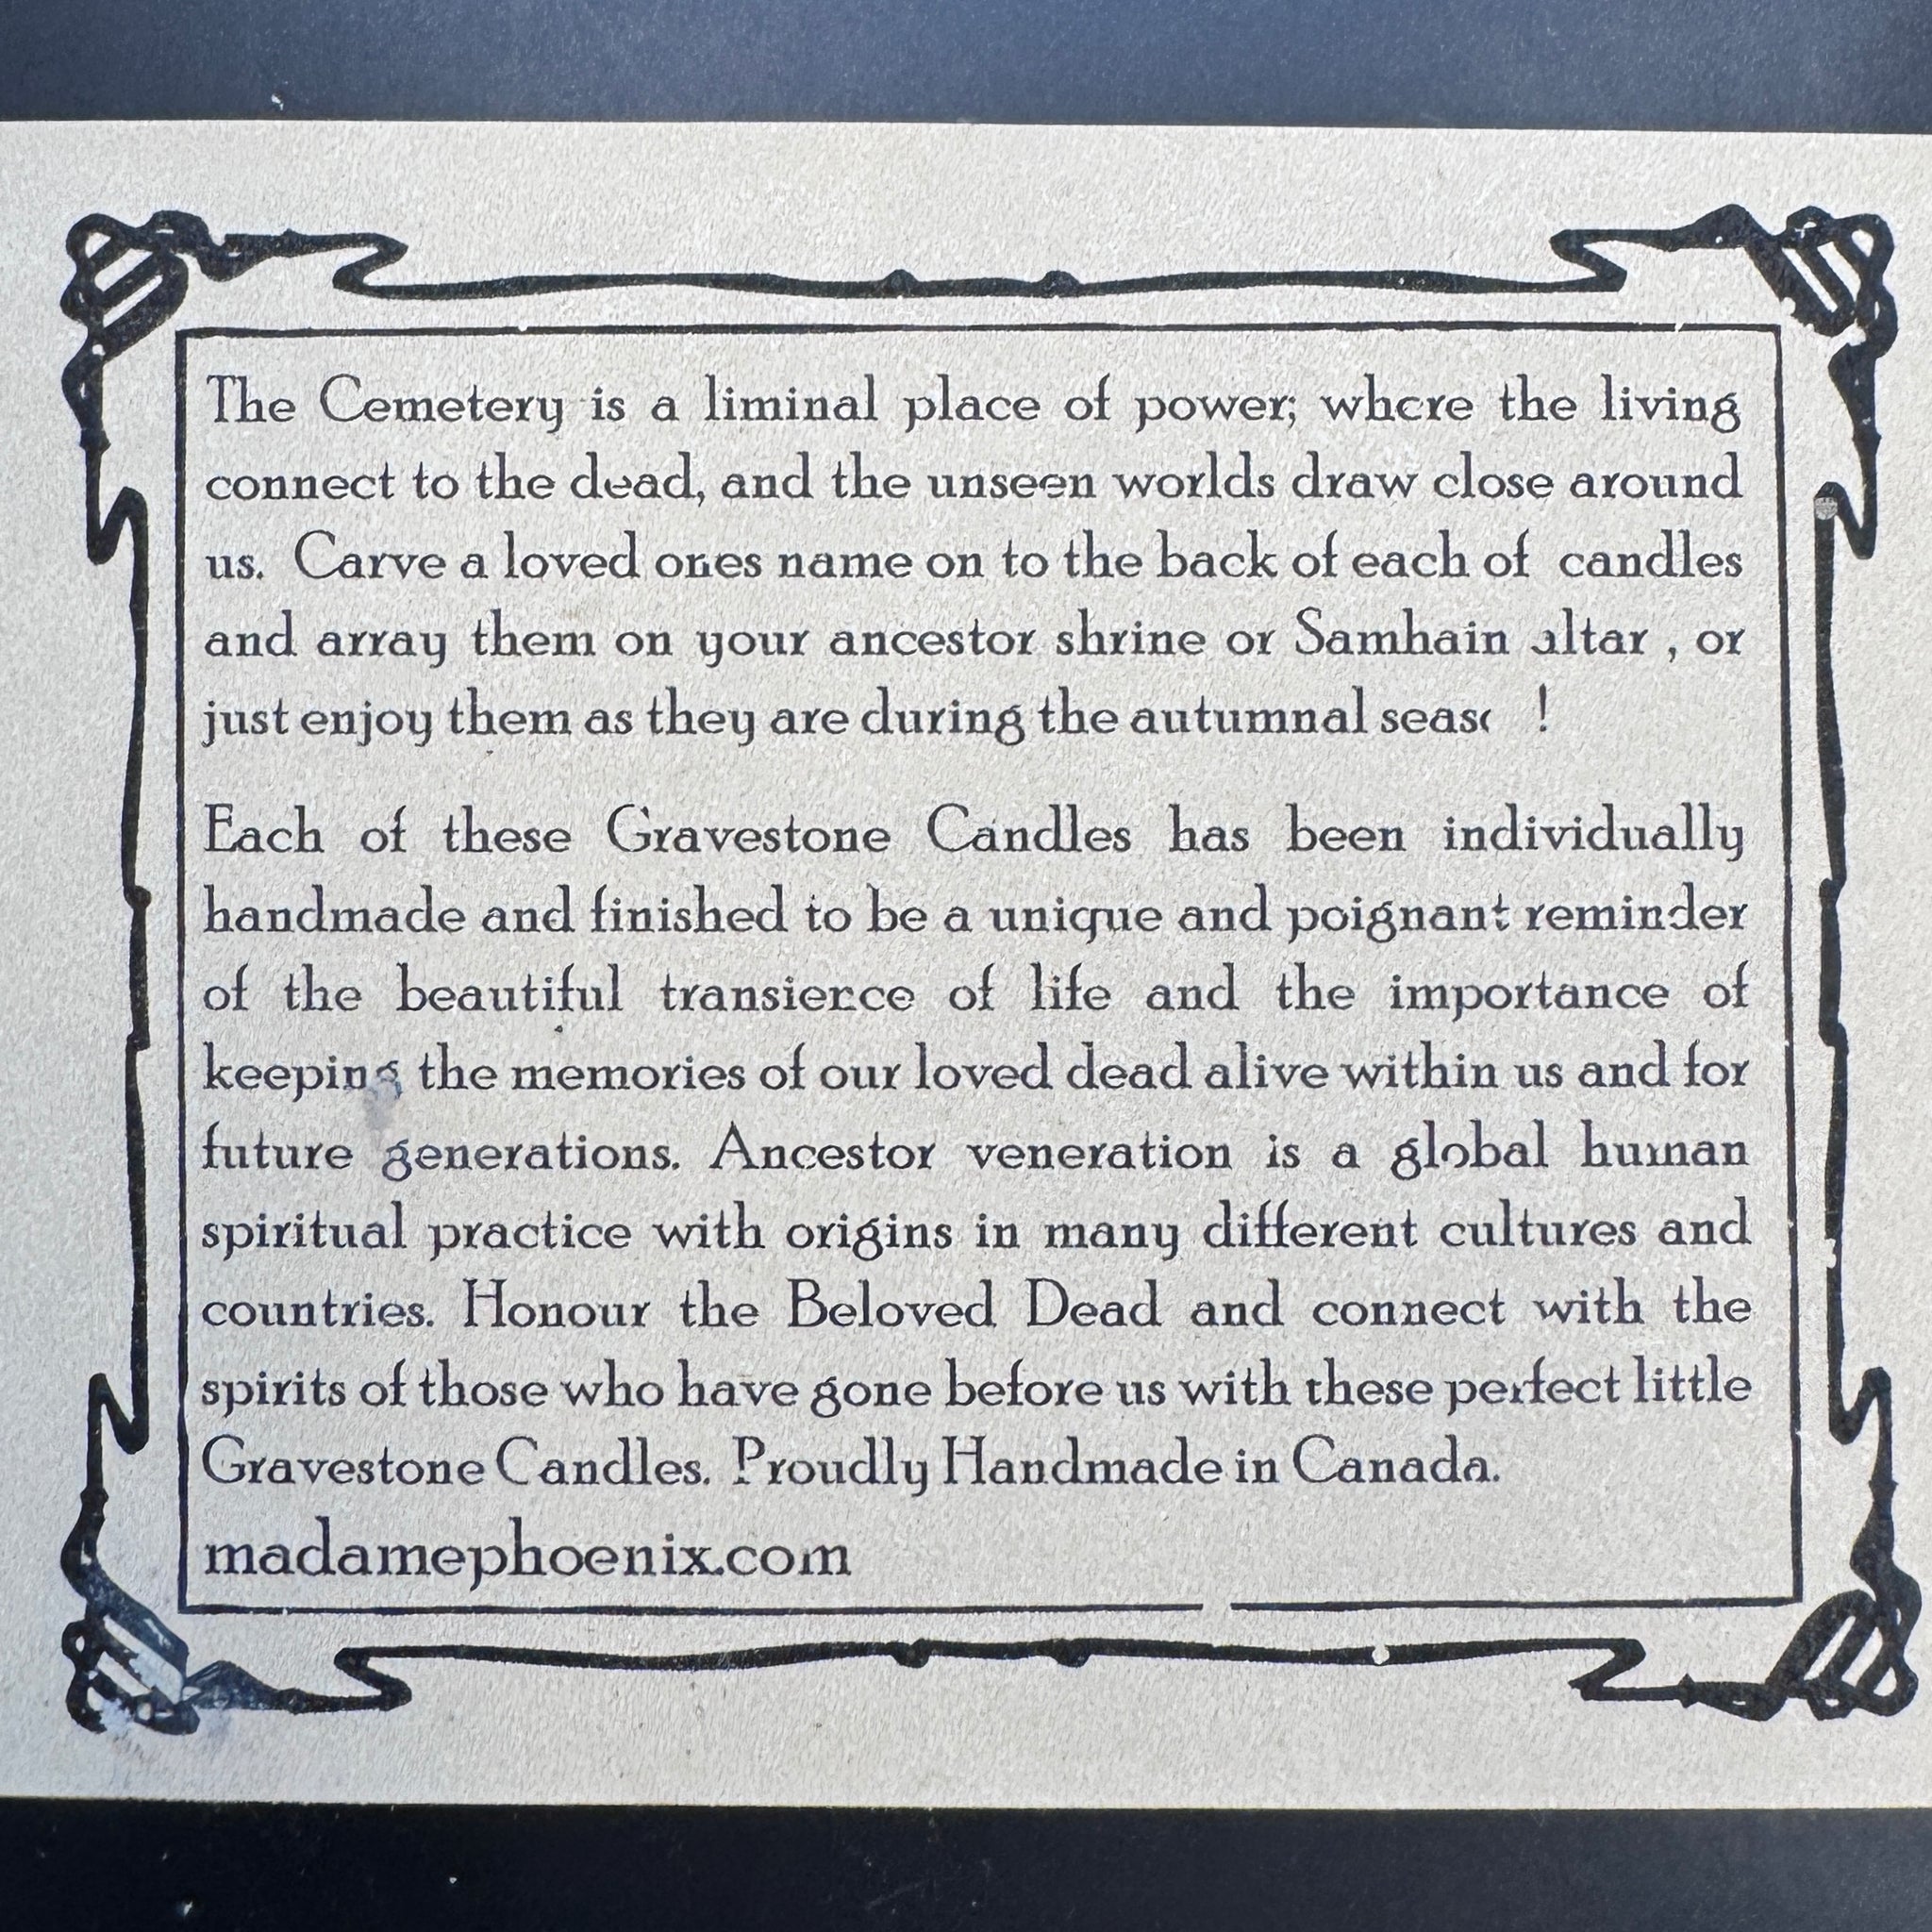 The Cemetery is a liminal place of power; where the living
connect to the dead, and the unseen worlds draw close around
us. Carve a loved ones name on to the back of each of candles
and array them on your ancestor shrine or Samhain altar , or
just enjoy them as they are during the autumnal !
Each of these Gravestone Candles has been individually
handmade and finished to be a unique and poignant reminder
of the beautiful transience of life and the importance of
keeping the memories of our loved dead alive within us and for
future generations. Ancestor veneration is a global human
spiritual practice with origins in many different cultures and
countries. Honour the Beloved Dead and connect with the
spirits of those who have gone before us with these perfect little
Gravestone Candles. Proudly Handmade in Canada.
madamephoenix.com